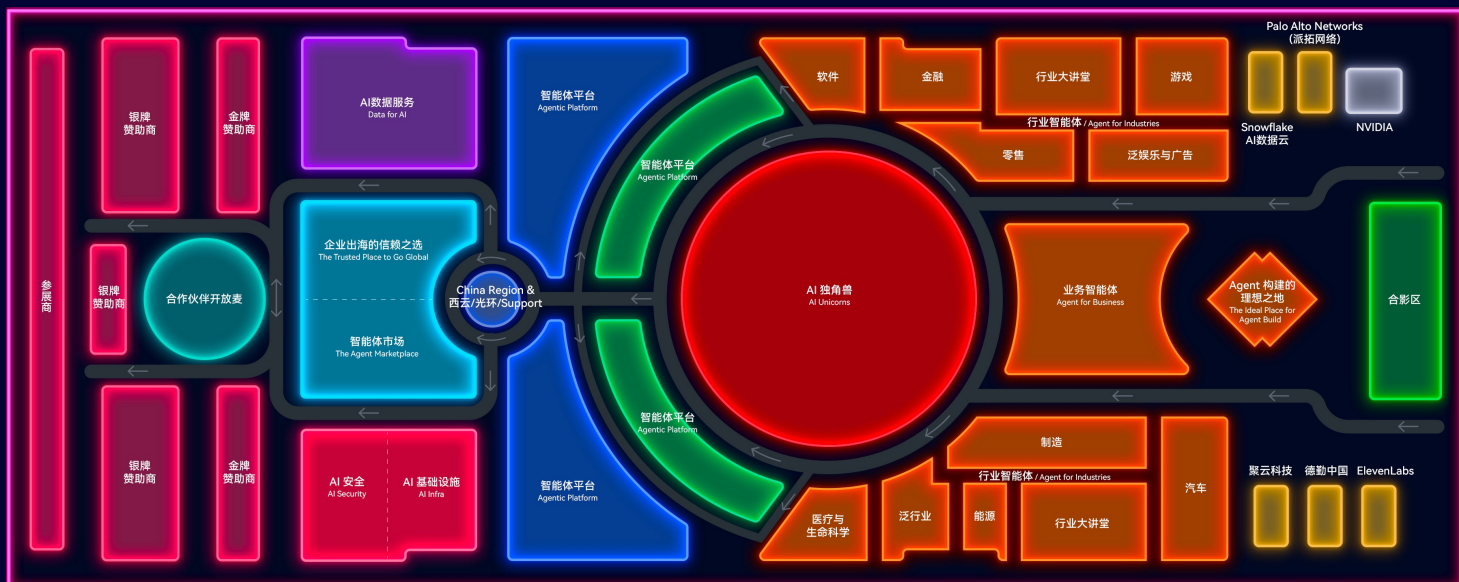 参展商
银牌
赞助商
金牌
赞助商
银牌
赞助商
合作伙伴开放麦
银牌
赞助商
金牌
赞助商
AI数据服务
Data for AI
企业出海的信赖之选
The Trusted Place to Go Global
智能体市场
The Agent Marketplace
AI 安全
AI Security
AI 基础设施
AI Infra
China Region &
西云/光环/Support
智能体平台
Agentic Platform
智能体平台
Agentic Platform
智能体平台
Agentic Platform
智能体平台
Agentic Platform
AI 独角兽
AI Unicorns
软件
金融
行业大讲堂
游戏
行业智能体 / Agent for Industries
零售
泛娱乐与广告
业务智能体
Agent for Business
制造
行业智能体 / Agent for Industries
医疗与
生命科学
泛行业
能源
行业大讲堂
汽车
Palo Alto Networks
(派拓网络)
Snowflake
AI数据云
NVIDIA
Agent 构建的
理想之地
The Ideal Place for
Agent Build
合影区
聚云科技
德勤中国
ElevenLabs